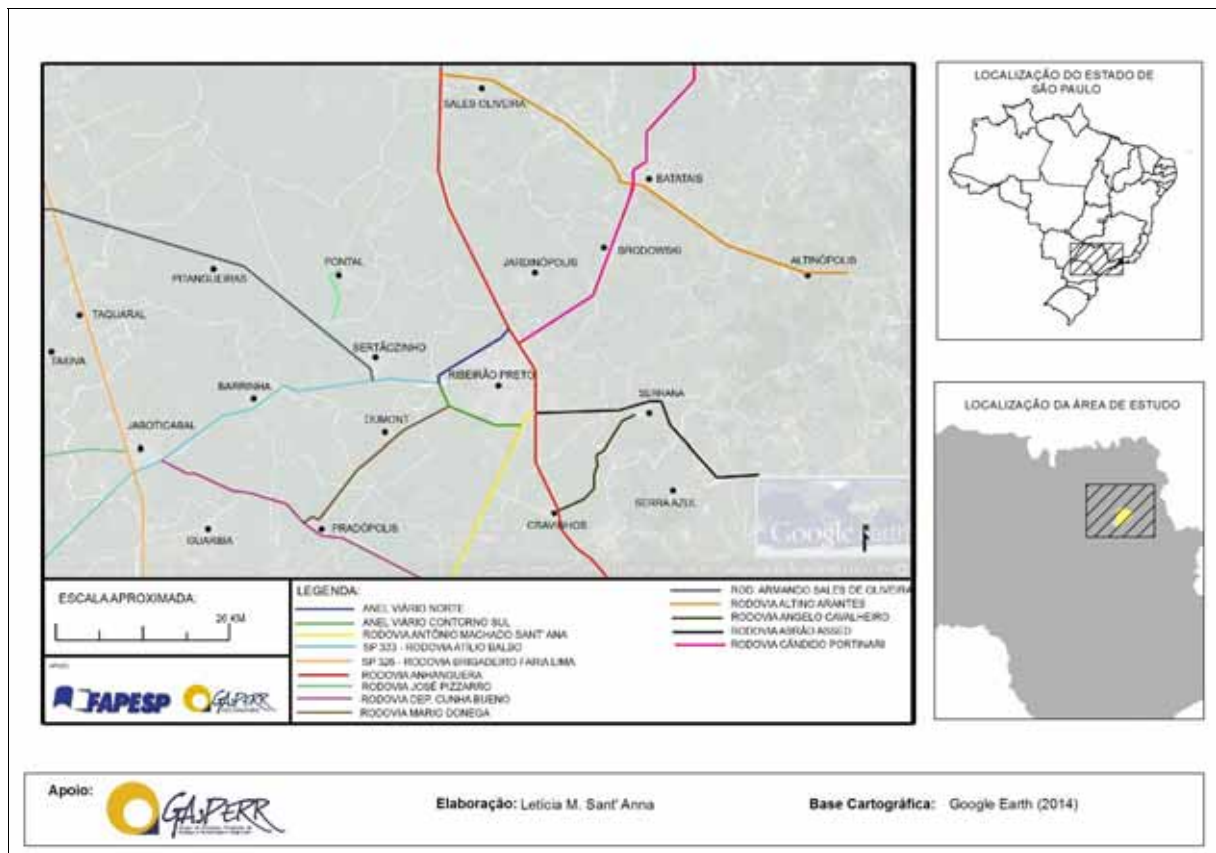 SALES OLIVEIRA
BATATAIS
BRODOWSKI
JARDINÓPOLIS
ALTINÓPOLIS
PONTAL
PITANGUEIRAS
TAQUARAL
TAIUVA
SERTÃOZINHO
RIBEIRÃO PRETO
BARRINHA
SERRANA
DUMONT
JABOTICABAL
SERRA AZUL
CRAVINHOS
PRADÓPOLIS
GUARIBA
Google Earth
ESCALA APROXIMADA:
26 KM
APOIO:
FAPESP
GAsPERR
LEGENDA:
ANEL VIÁRIO NORTE
ANEL VIÁRIO CONTORNO SUL
RODOVIA ANTÔNIO MACHADO SANT' ANA
SP 333 - RODOVIA ATÍLIO BALBO
SP 326 - RODOVIA BRIGADEIRO FARIA LIMA
RODOVIA ANHANGUERA
RODOVIA JOSÉ PIZZARRO
RODOVIA DEP. CUNHA BUENO
RODOVIA MARIO DONEGA
ROD. ARMANDO SALES DE OLIVEIRA
RODOVIA ALTINO ARANTES
RODOVIA ANGELO CAVALHEIRO
RODOVIA ABRÃO ASSED
RODOVIA CÂNDIDO PORTINARI
LOCALIZAÇÃO DO ESTADO DE
SÃO PAULO
LOCALIZAÇÃO DA ÁREA DE ESTUDO
Apoio:
GAsPERR
Elaboração: Letícia M. Sant' Anna
Base Cartográfica: Google Earth (2014)